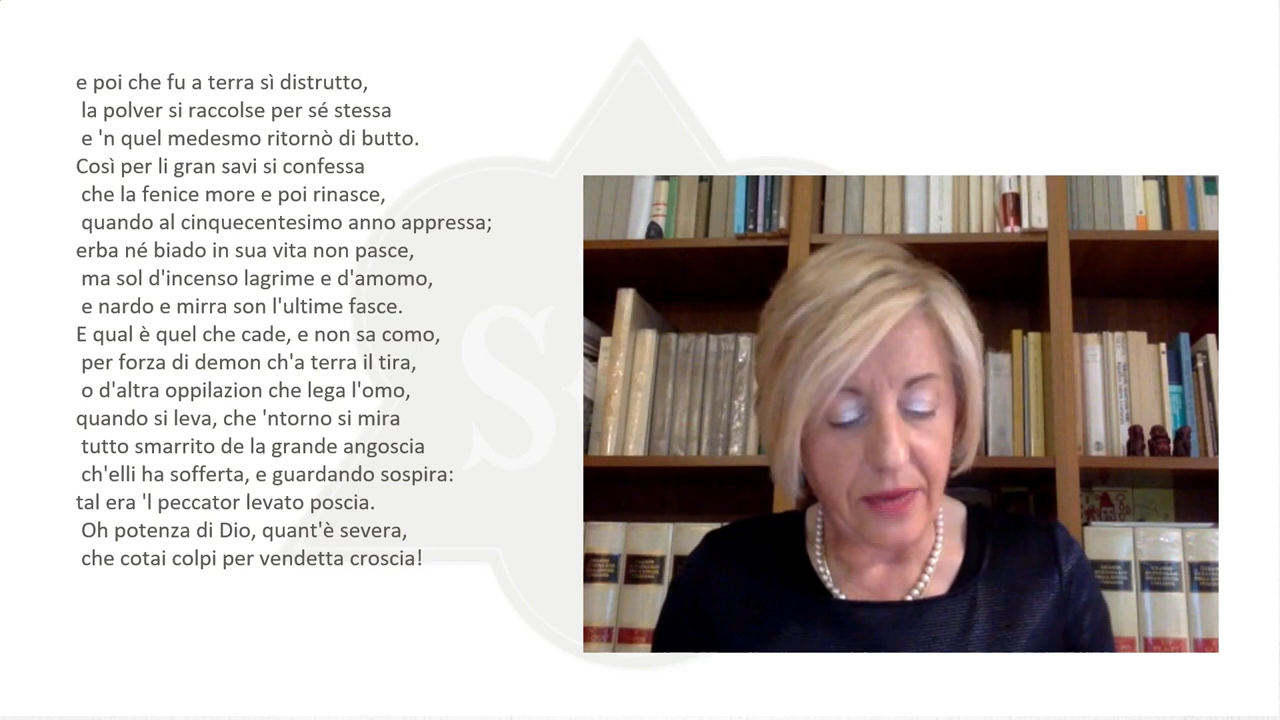 e poi che fu a terra sì distrutto,
la polver si raccolse per sé stessa
e 'n quel medesmo ritornò di butto.
Così per li gran savi si confessa
che la fenice more e poi rinasce,
quando al cinquecentesimo anno appressa;
erba né biado in sua vita non pasce,
ma sol d'incenso lagrime e d'amomo,
e nardo e mirra son l'ultime fasce.
E qual è quel che cade, e non sa como,
per forza di demon ch'a terra il tira,
o d'altra oppilazion che lega l'omo,
quando si leva, che 'ntorno si mira
tutto smarrito de la grande angoscia
ch'elli ha sofferta, e guardando sospira:
tal era 'l peccator levato poscia.
Oh potenza di Dio, quant'è severa,
che cotai colpi per vendetta croscia!
S